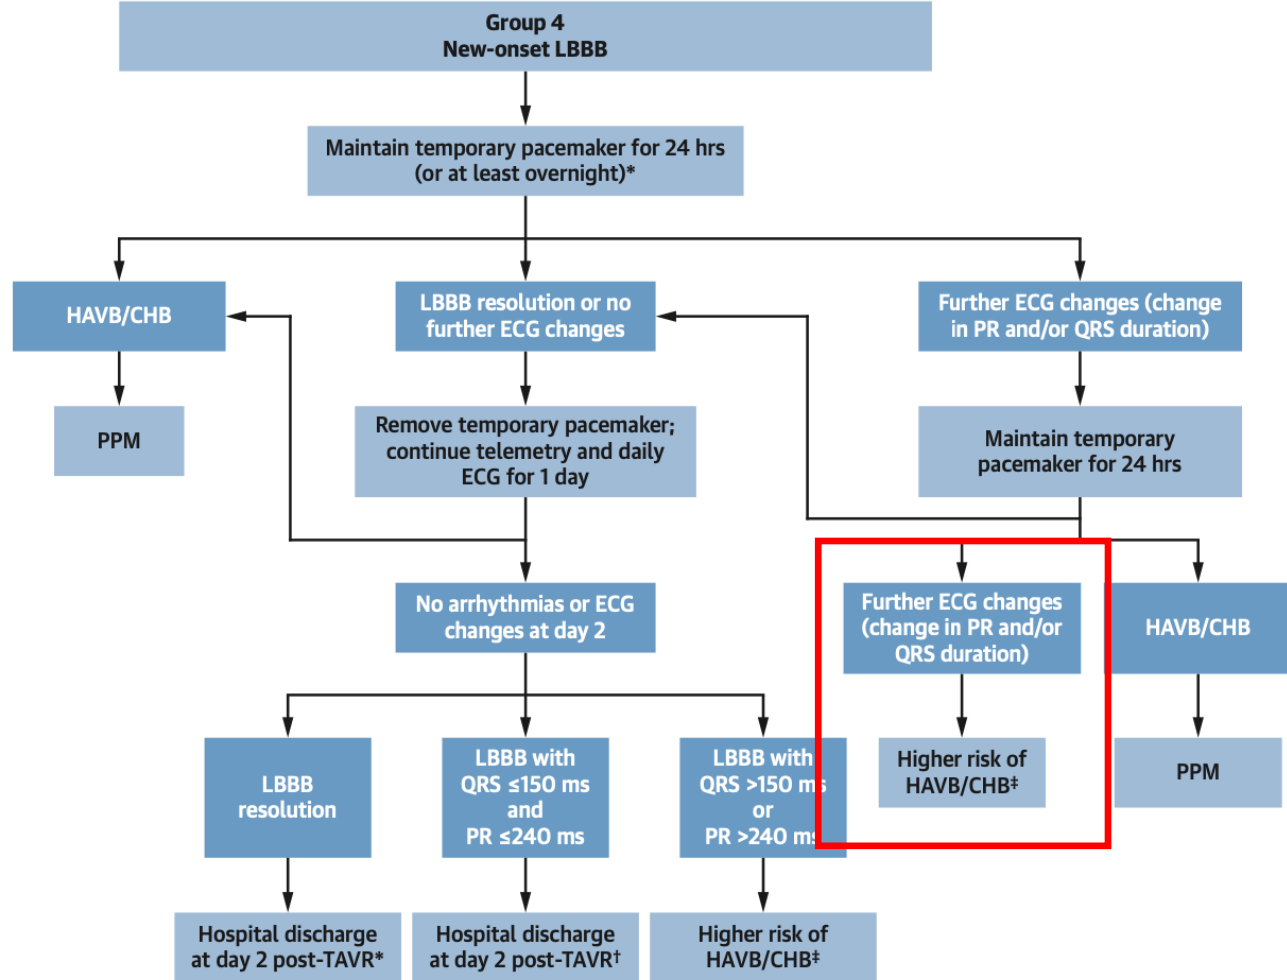 Group 4
New-onset LBBB
Maintain temporary pacemaker for 24 hrs
(or at least overnight)*
HAVB/CHB
LBBB resolution or no
further ECG changes
Further ECG changes (change
in PR and/or QRS duration)
PPM
Remove temporary pacemaker;
continue telemetry and daily
ECG for 1 day
Maintain temporary
pacemaker for 24 hrs
No arrhythmias or ECG
changes at day 2
Further ECG changes
(change in PR and/or
QRS duration)
HAVB/CHB
LBBB
resolution
LBBB with
QRS ≤150 ms
and
PR ≤240 ms
LBBB with
QRS >150 ms
or
PR >240 ms
Higher risk of
HAVB/CHB‡
PPM
Hospital discharge
at day 2 post-TAVR*
Hospital discharge
at day 2 post-TAVR†
Higher risk of
HAVB/CHB‡